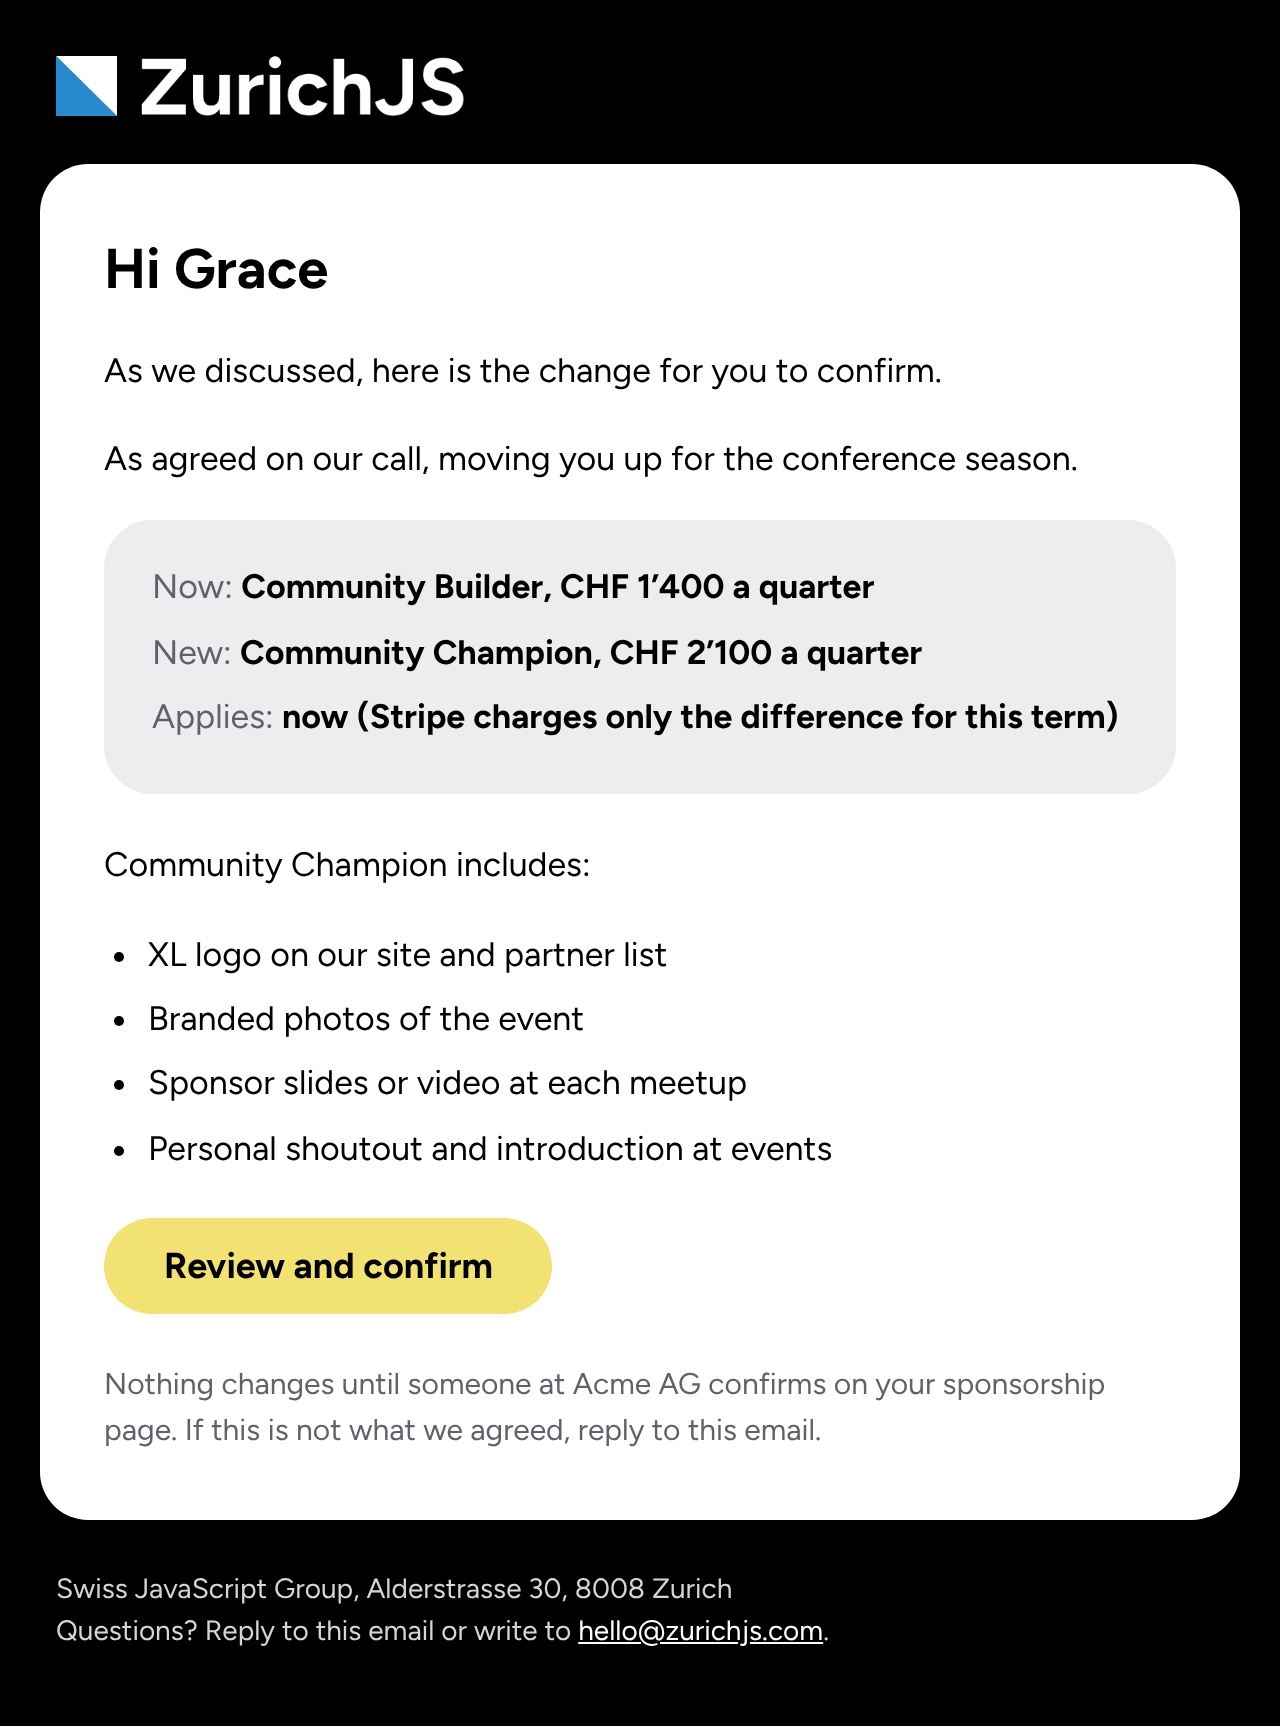 ZurichJS
Hi Grace
As we discussed, here is the change for you to confirm.
As agreed on our call, moving you up for the conference season.
Now: Community Builder, CHF 1’400 a quarter
New: Community Champion, CHF 2’100 a quarter
Applies: now (Stripe charges only the difference for this term)
Community Champion includes:
• XL logo on our site and partner list
• Branded photos of the event
• Sponsor slides or video at each meetup
• Personal shoutout and introduction at events
Review and confirm
Nothing changes until someone at Acme AG confirms on your sponsorship
page. If this is not what we agreed, reply to this email.
Swiss JavaScript Group, Alderstrasse 30, 8008 Zurich
Questions? Reply to this email or write to hello@zurichjs.com.